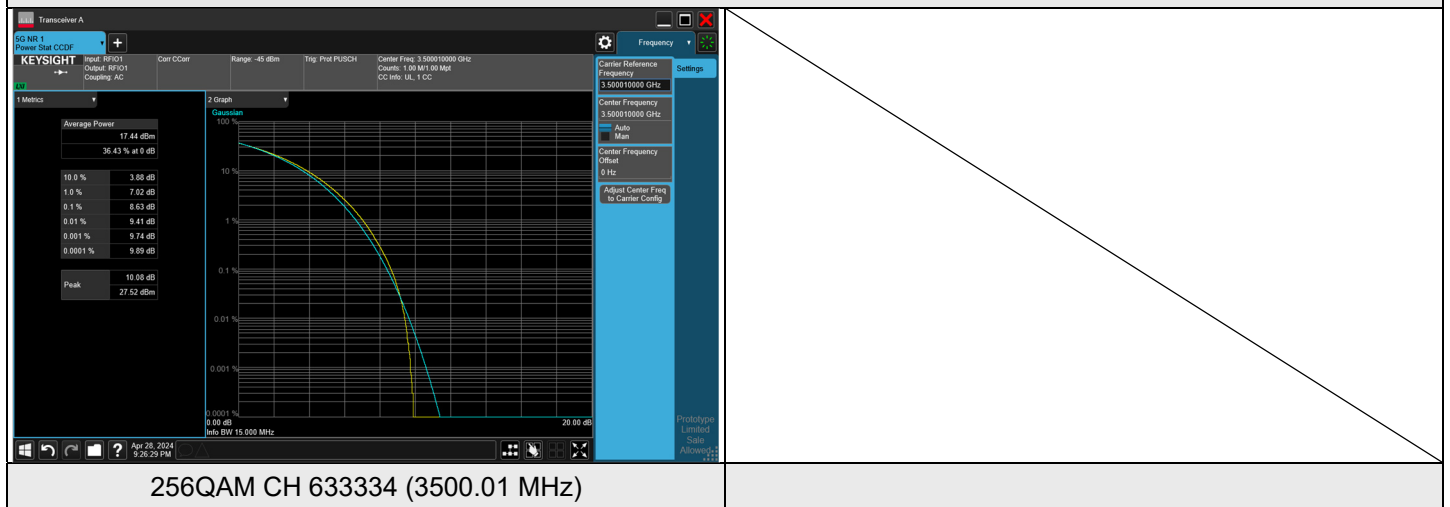 Transceiver A
5G NR 1
Power Stat CCDF
+
Frequency
KEYSIGHT
Input: RFIO1
Output: RFIO1
Coupling: AC
Corr CCorr
Range: -45 dBm
Trig: Prot PUSCH
Center Freq: 3.500010000 GHz
Counts: 1.00 M/1.00 Mpt
CC Info: UL, 1 CC
1 Metrics
Average Power
17.44 dBm
36.43 % at 0 dB
10.0 % 3.88 dB
1.0 % 7.02 dB
0.1 % 8.63 dB
0.01 % 9.41 dB
0.001 % 9.74 dB
0.0001 % 9.89 dB
Peak
10.08 dB
27.52 dBm
2 Graph
Gaussian
100 %
10 %
1 %
0.1 %
0.01 %
0.001 %
0.0001 %
0.00 dB 20.00 dB
Info BW 15.000 MHz
Carrier Reference
Frequency
3.500010000 GHz
Center Frequency
3.500010000 GHz
Auto
Man
Center Frequency
Offset
0 Hz
Adjust Center Freq
to Carrier Config
Settings
Prototype
Limited
Sale
Allowed
?
Apr 28, 2024
9:26:29 PM
256QAM CH 633334 (3500.01 MHz)